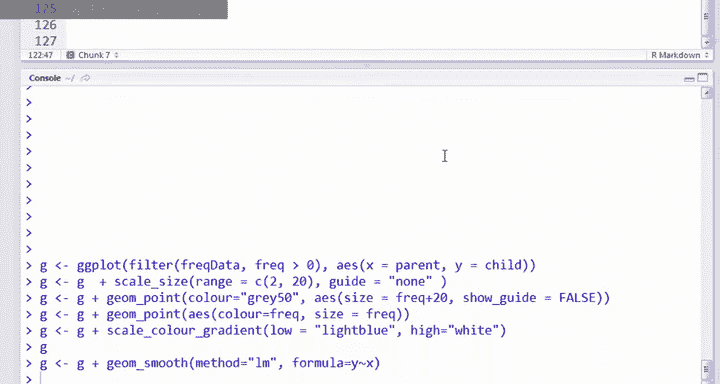 125
126
127
122:47 Chunk 7 R Markdown
Console ~/
>
>
>
>
>
>
>
>
>
>
>
> g <- ggplot(filter(freqData, freq > 0), aes(x = parent, y = child))
> g <- g  + scale_size(range = c(2, 20), guide = "none" )
> g <- g + geom_point(colour="grey50", aes(size = freq+20, show_guide = FALSE))
> g <- g + geom_point(aes(colour=freq, size = freq))
> g <- g + scale_colour_gradient(low = "lightblue", high="white")
> g
> g <- g + geom_smooth(method="lm", formula=y~x)
>